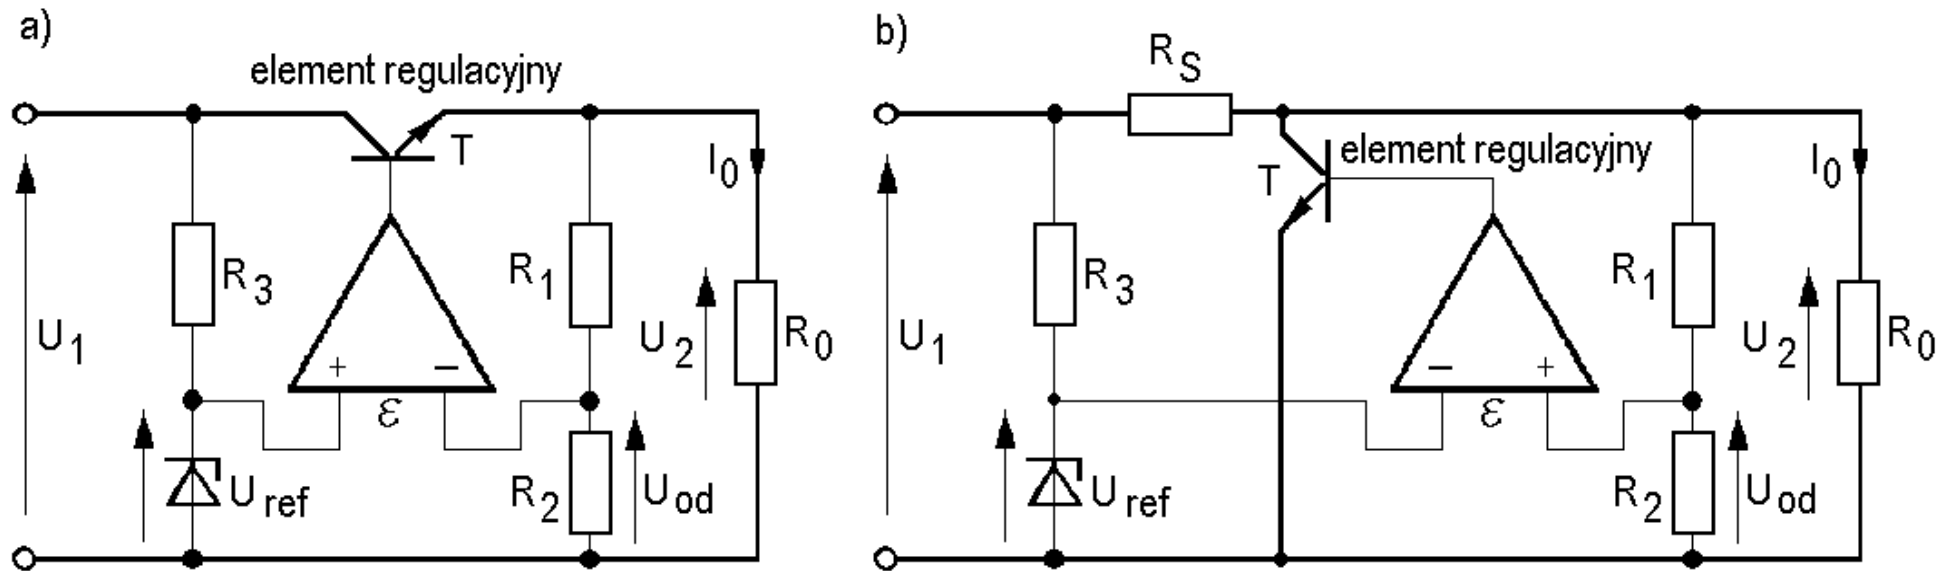 a)
element regulacyjny
T
I0
R3
R1
U1
U2
R0
+
−
ε
Uref
R2
Uod
b)
RS
element regulacyjny
T
I0
R3
R1
U1
U2
R0
−
+
ε
Uref
R2
Uod